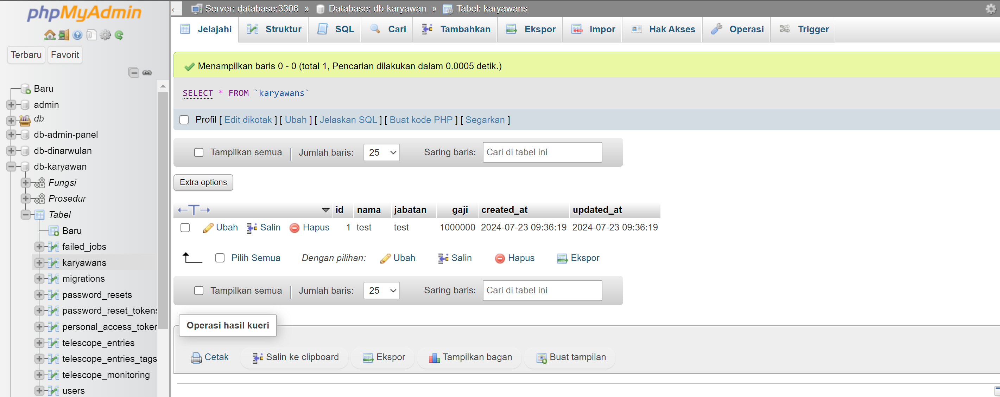 phpMyAdmin
Terbaru
Favorit
Baru
admin
db
db-admin-panel
db-dinarwulan
db-karyawan
Fungsi
Prosedur
Tabel
Baru
failed_jobs
karyawans
migrations
password_resets
password_reset_tokens
personal_access_token
telescope_entries
telescope_entries_tags
telescope_monitoring
users
Server: database:3306 » Database: db-karyawan » Tabel: karyawans
Jelajahi Struktur SQL Cari Tambahkan Ekspor Impor Hak Akses Operasi Trigger
Menampilkan baris 0 - 0 (total 1, Pencarian dilakukan dalam 0.0005 detik.)
SELECT * FROM `karyawans`
Profil [ Edit dikotak ] [ Ubah ] [ Jelaskan SQL ] [ Buat kode PHP ] [ Segarkan ]
Tampilkan semua | Jumlah baris: 25 Saring baris: Cari di tabel ini
Extra options
←T→ id nama jabatan gaji created_at updated_at
Ubah Salin Hapus 1 test test 1000000 2024-07-23 09:36:19 2024-07-23 09:36:19
Pilih Semua Dengan pilihan: Ubah Salin Hapus Ekspor
Tampilkan semua | Jumlah baris: 25 Saring baris: Cari di tabel ini
Operasi hasil kueri
Cetak Salin ke clipboard Ekspor Tampilkan bagan Buat tampilan